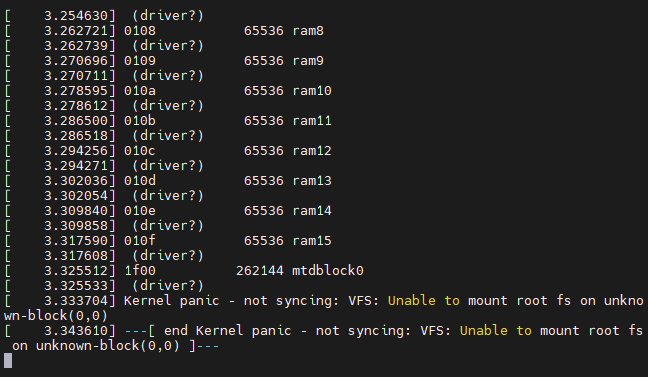 [    3.254630]  (driver?)
[    3.262721] 0108           65536 ram8
[    3.262739]  (driver?)
[    3.270696] 0109           65536 ram9
[    3.270711]  (driver?)
[    3.278595] 010a           65536 ram10
[    3.278612]  (driver?)
[    3.286500] 010b           65536 ram11
[    3.286518]  (driver?)
[    3.294256] 010c           65536 ram12
[    3.294271]  (driver?)
[    3.302036] 010d           65536 ram13
[    3.302054]  (driver?)
[    3.309840] 010e           65536 ram14
[    3.309858]  (driver?)
[    3.317590] 010f           65536 ram15
[    3.317608]  (driver?)
[    3.325512] 1f00          262144 mtdblock0
[    3.325533]  (driver?)
[    3.333704] Kernel panic - not syncing: VFS: Unable to mount root fs on unkno
wn-block(0,0)
[    3.343610] ---[ end Kernel panic - not syncing: VFS: Unable to mount root fs
 on unknown-block(0,0) ]---